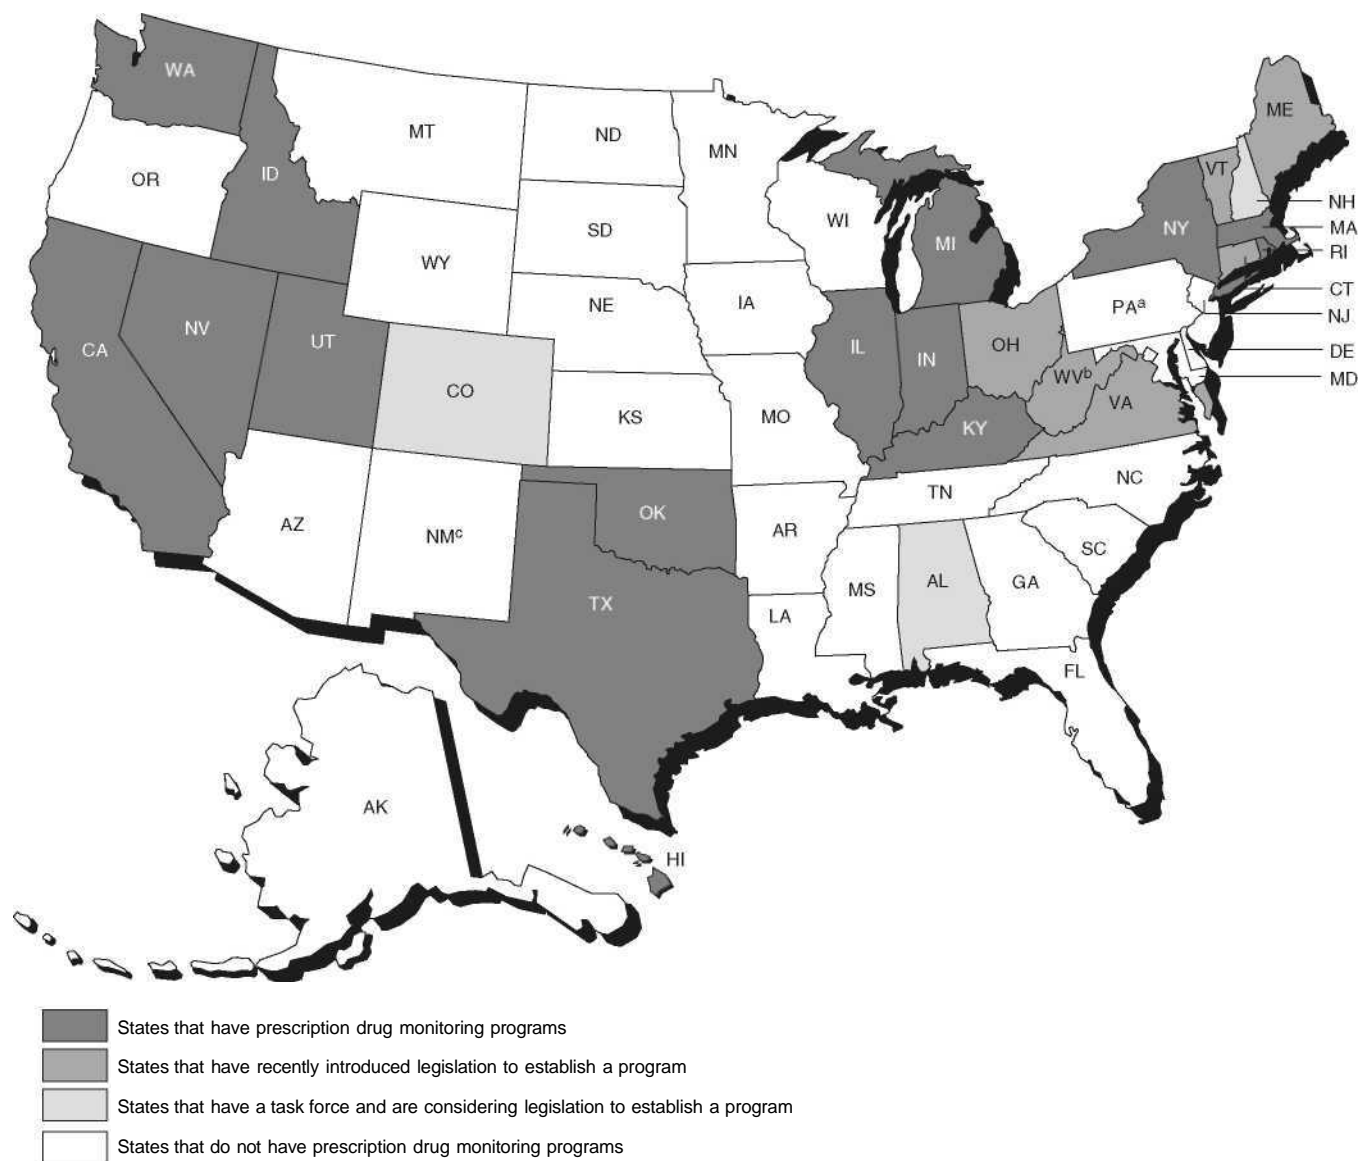 WA
MT
ND
MN
ME
VT
OR
ID
NH
WI
MI
NY
MA
SD
RI
WY
CT
NE
IA
PAa
NJ
NV
UT
CA
IL
IN
OH
DE
CO
WVb
MD
KS
MO
KY
VA
NC
TN
OK
AZ
NMc
AR
SC
TX
MS
AL
GA
LA
FL
AK
HI
States that have prescription drug monitoring programs
States that have recently introduced legislation to establish a program
States that have a task force and are considering legislation to establish a program
States that do not have prescription drug monitoring programs